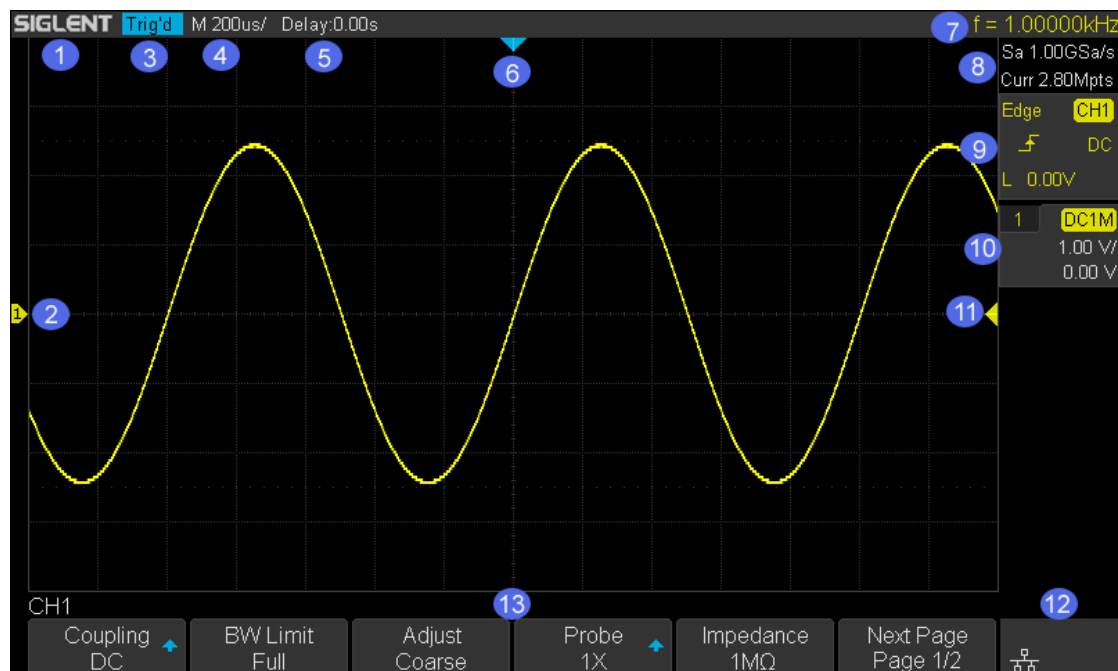 SIGLENT Trig'd M 200us/ Delay:0.00s f = 1.00000kHz
Sa 1.00GSa/s
Curr 2.80Mpts
Edge CH1
DC
L 0.00V
1 DC1M
1.00 V/
0.00 V
1
3
4
5
6
7
8
9
10
1
2
11
CH1
13
12
Coupling
DC
BW Limit
Full
Adjust
Coarse
Probe
1X
Impedance
1MΩ
Next Page
Page 1/2